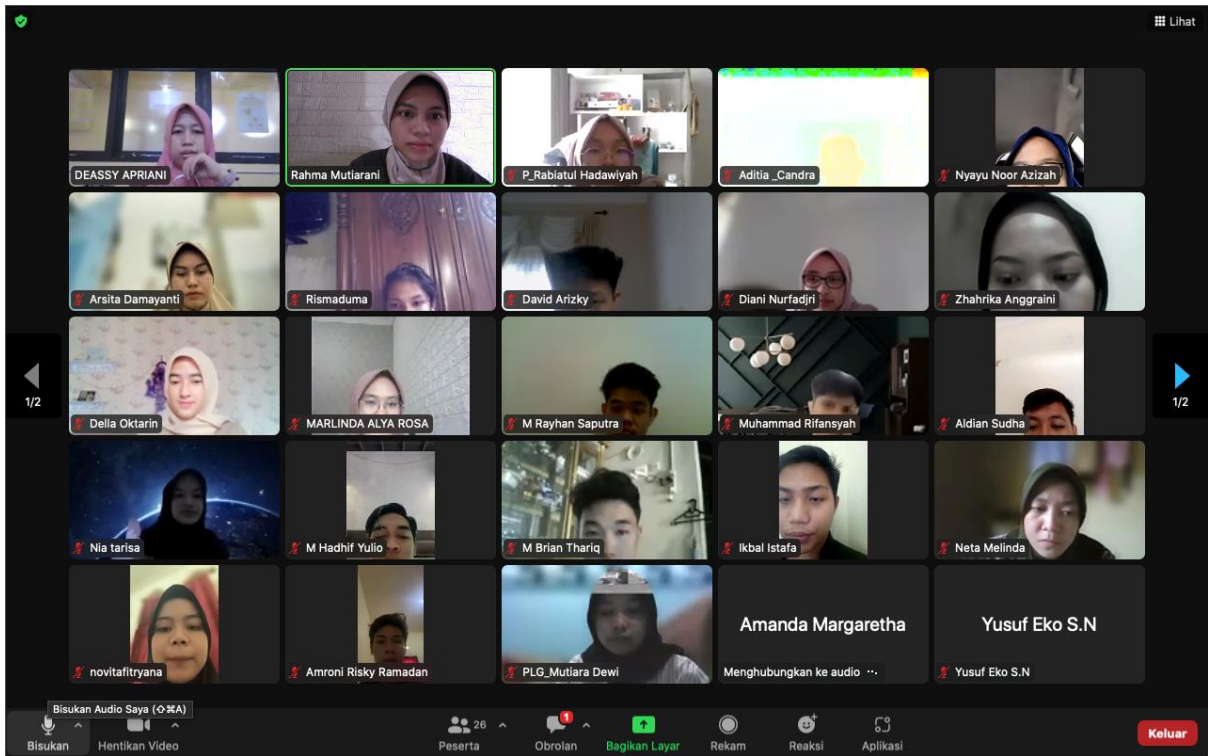 Lihat
DEASSY APRIANI
Rahma Mutiarani
P_Rabiatul Hadawiyah
Aditia _Candra
Nyayu Noor Azizah
Arsita Damayanti
Rismaduma
David Arizky
Diani Nurfadjri
Zhahrika Anggraini
1/2
Della Oktarin
MARLINDA ALYA ROSA
M Rayhan Saputra
Muhammad Rifansyah
Aldian Sudha
1/2
Nia tarisa
M Hadhif Yulio
M Brian Thariq
Ikbal Istafa
Neta Melinda
novitafitryana
Amroni Risky Ramadan
PLG_Mutiara Dewi
Amanda Margaretha
Menghubungkan ke audio ...
Yusuf Eko S.N
Yusuf Eko S.N
Bisukan Audio Saya (⇧⌘A)
Bisukan
Hentikan Video
26
Peserta
1
Obrolan
Bagikan Layar
Rekam
Reaksi
Aplikasi
Keluar